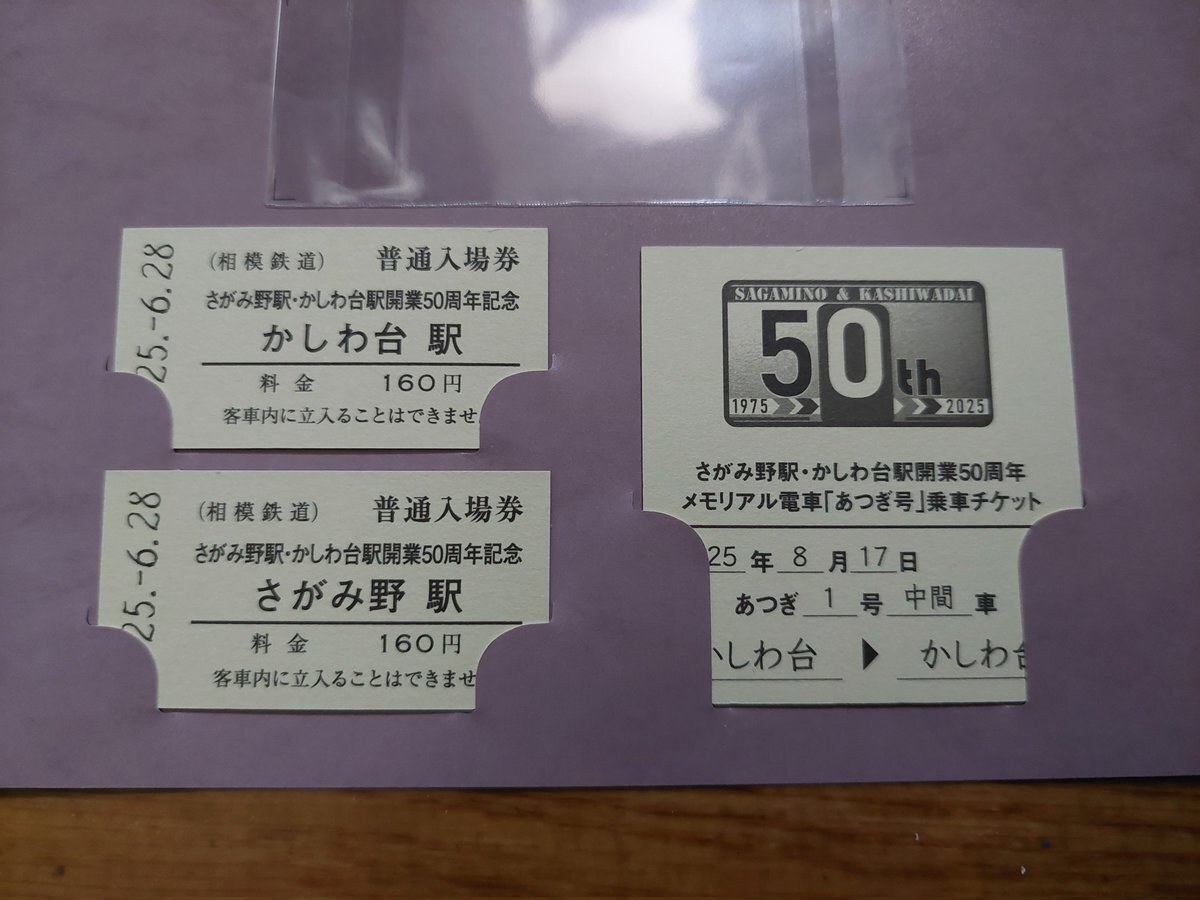 25.-6.28
(相模鉄道) 普通入場券
さがみ野駅・かしわ台駅開業50周年記念
かしわ台 駅
料金 160円
客車内に立入ることはできませ
25.-6.28
(相模鉄道) 普通入場券
さがみ野駅・かしわ台駅開業50周年記念
さがみ野 駅
料金 160円
客車内に立入ることはできませ
SAGAMINO & KASHIWADAI
50th
1975 2025
さがみ野駅・かしわ台駅開業50周年
メモリアル電車「あつぎ号」乗車チケット
25年 8月17日
あつぎ 1 号 中間 車
かしわ台 ▶ かしわ台